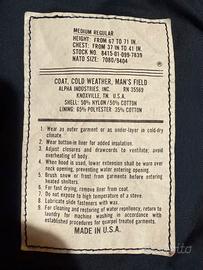 MEDIUM REGULAR
HEIGHT: FROM 67 TO 71 IN.
CHEST: FROM 37 IN TO 41 IN.
STOCK NO. 8415-01-099-7839
NATO SIZE: 7080/9404
®
COAT, COLD WEATHER, MAN'S FIELD
ALPHA INDUSTRIES, INC. RN 35569
KNOXVILLE, TN. U.S.A.
SHELL: 50% NYLON/50% COTTON
LINING: 65% POLYESTER 35% COTTON
1. Wear as outer garment or as under-layer in cold-dry
climate.
2. Wear button-in liner for added insulation.
3. Adjust closures and drawcords to ventilate, avoid
overheating of body.
4. When hood is used, lower extension shall be worn over
neck opening, preventing water entering opening.
5. Brush snow or frost from garments before entering
heated shelters.
6. For fast drying, remove liner from coat.
7. Do not expose to high temperature of a stove.
8. Lubricate slide fasteners with wax.
9. For cleaning and restoring of water repellency, return to
laundry for machine washing in accordance with
established procedures for quarpel treated garments.
MADE IN U.S.A.
subito